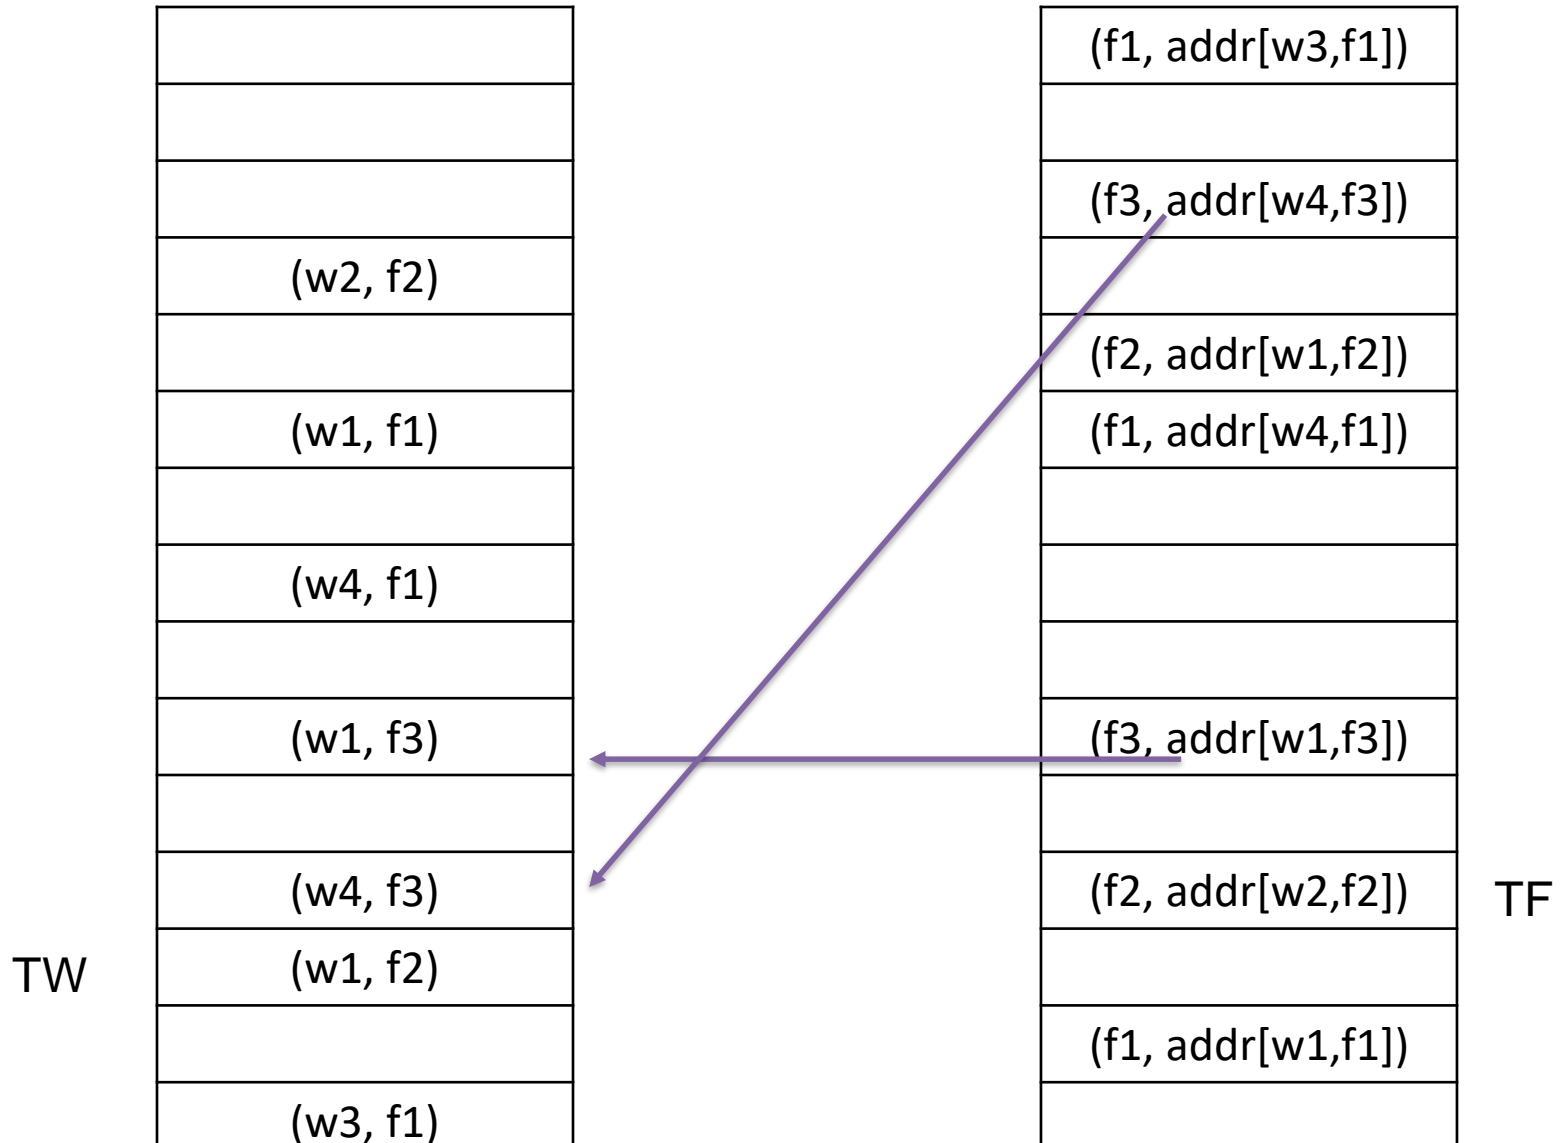 (w2, f2)
(w1, f1)
(w4, f1)
(w1, f3)
(w4, f3)
(w1, f2)
(w3, f1)
TW
(f1, addr[w3,f1])
(f3, addr[w4,f3])
(f2, addr[w1,f2])
(f1, addr[w4,f1])
(f3, addr[w1,f3])
(f2, addr[w2,f2])
(f1, addr[w1,f1])
TF